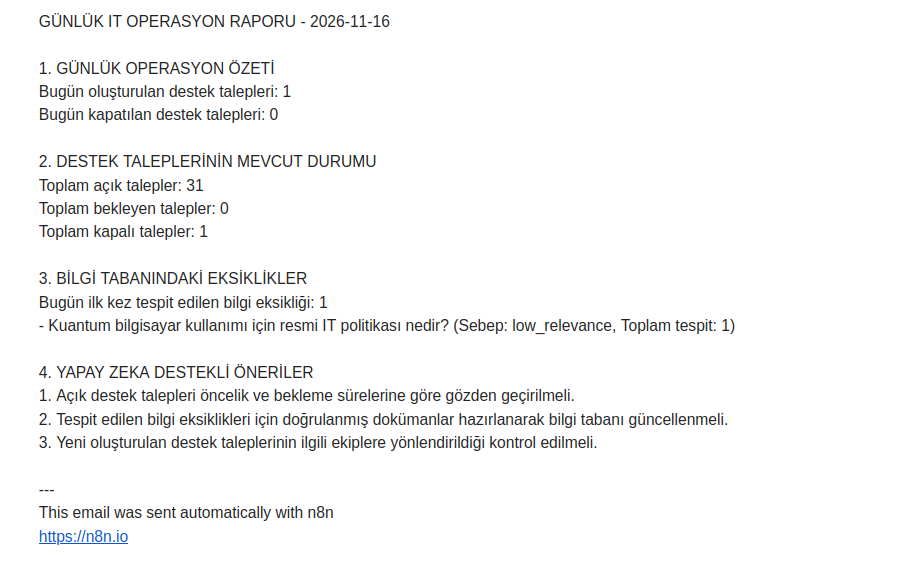 GÜNLÜK IT OPERASYON RAPORU - 2026-11-16
1. GÜNLÜK OPERASYON ÖZETİ
Bugün oluşturulan destek talepleri: 1
Bugün kapatılan destek talepleri: 0
2. DESTEK TALEPLERİNİN MEVCUT DURUMU
Toplam açık talepler: 31
Toplam bekleyen talepler: 0
Toplam kapalı talepler: 1
3. BİLGİ TABANINDAKİ EKSİKLİKLER
Bugün ilk kez tespit edilen bilgi eksikliği: 1
- Kuantum bilgisayar kullanımı için resmi IT politikası nedir? (Sebep: low_relevance, Toplam tespit: 1)
4. YAPAY ZEKA DESTEKLİ ÖNERİLER
1. Açık destek talepleri öncelik ve bekleme sürelerine göre gözden geçirilmeli.
2. Tespit edilen bilgi eksiklikleri için doğrulanmış dokümanlar hazırlanarak bilgi tabanı güncellenmeli.
3. Yeni oluşturulan destek taleplerinin ilgili ekiplere yönlendirildiği kontrol edilmeli.
---
This email was sent automatically with n8n
https://n8n.io